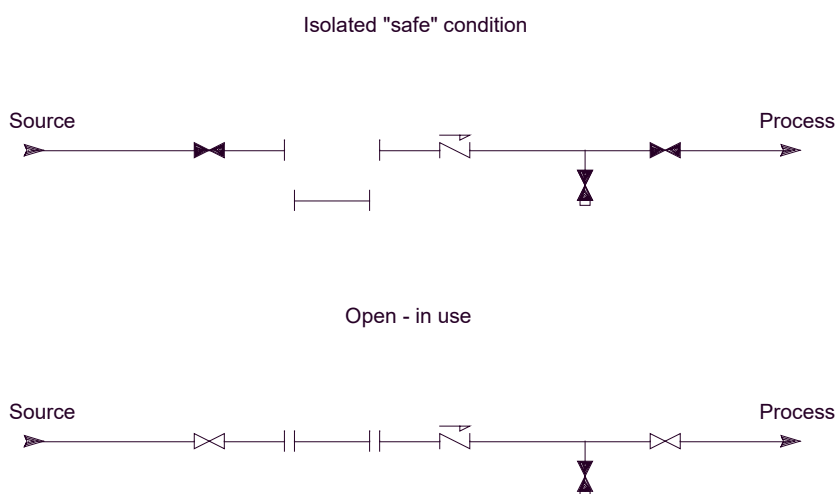 Isolated "safe" condition
Source
Process
Open - in use
Source
Process